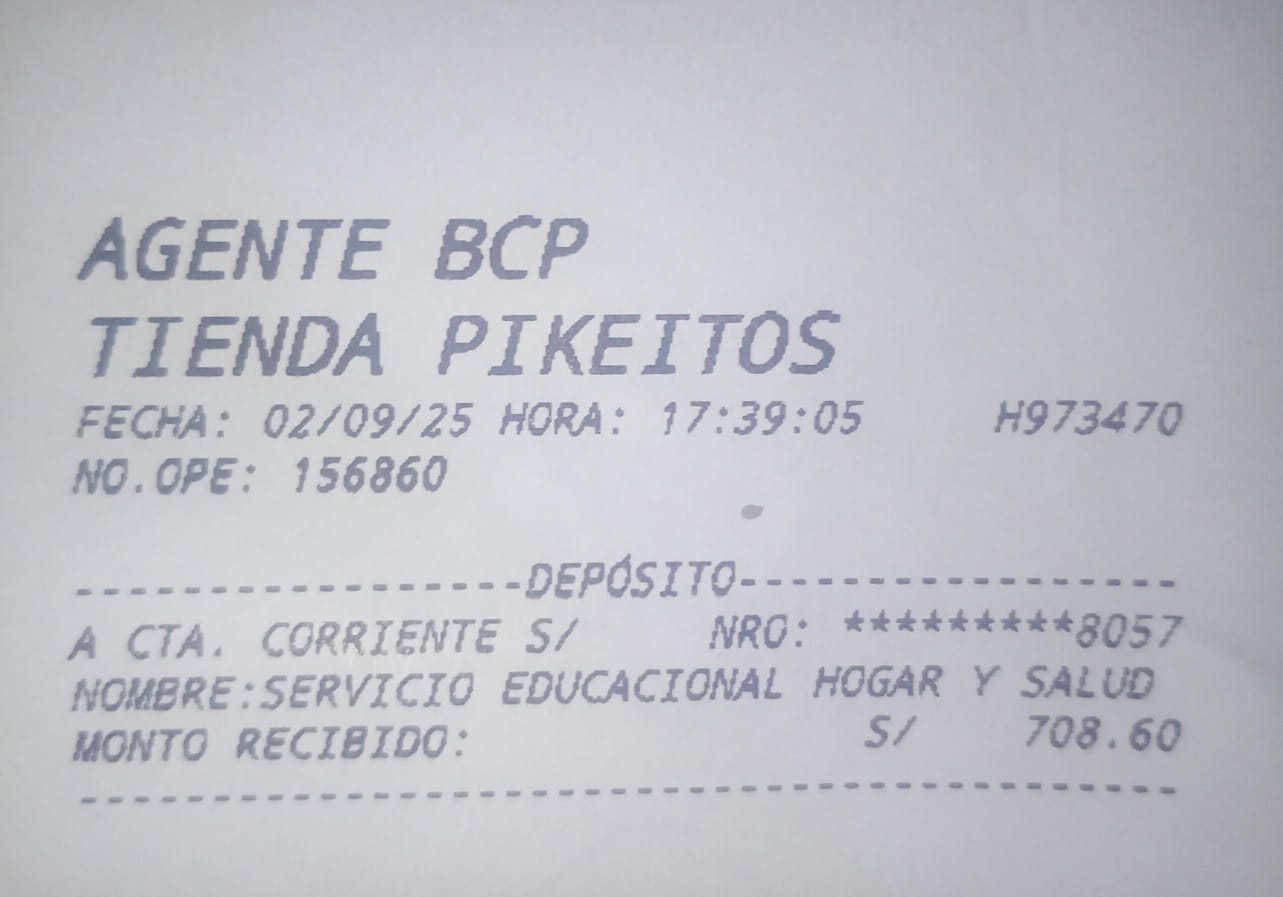 AGENTE BCP
TIENDA PIKEITOS
FECHA: 02/09/25 HORA: 17:39:05 H973470
NO.OPE: 156860
-----------------DEPÓSITO-----------------
A CTA. CORRIENTE S/ NRO: *********8057
NOMBRE:SERVICIO EDUCACIONAL HOGAR Y SALUD
MONTO RECIBIDO: S/ 708.60
------------------------------------------